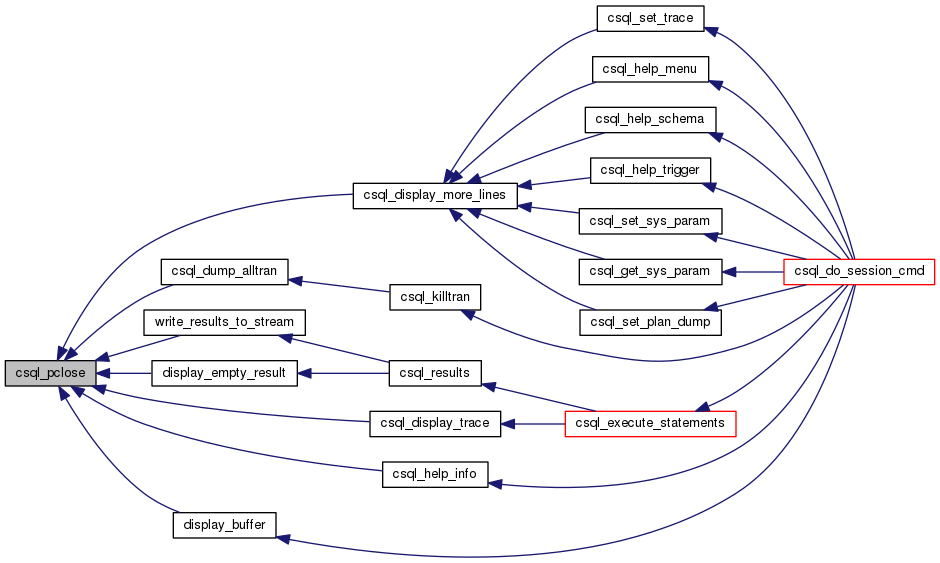 csql_set_trace
csql_help_menu
csql_help_schema
csql_help_trigger
csql_display_more_lines
csql_set_sys_param
csql_dump_alltran
csql_get_sys_param
csql_do_session_cmd
csql_killtran
write_results_to_stream
csql_set_plan_dump
csql_pclose
display_empty_result
csql_results
csql_display_trace
csql_execute_statements
csql_help_info
display_buffer